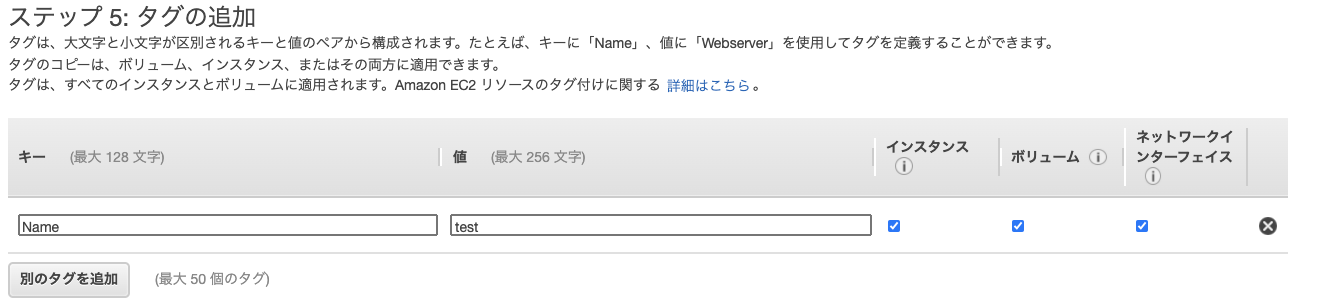 ステップ 5: タグの追加
タグは、大文字と小文字が区別されるキーと値のペアから構成されます。たとえば、キーに「Name」、値に「Webserver」を使用してタグを定義することができます。
タグのコピーは、ボリューム、インスタンス、またはその両方に適用できます。
タグは、すべてのインスタンスとボリュームに適用されます。Amazon EC2 リソースのタグ付けに関する 詳細はこちら 。
キー (最大 128 文字)
値 (最大 256 文字)
インスタンス
ボリューム
ネットワークイ
ンターフェイス
Name
test
別のタグを追加 (最大 50 個のタグ)